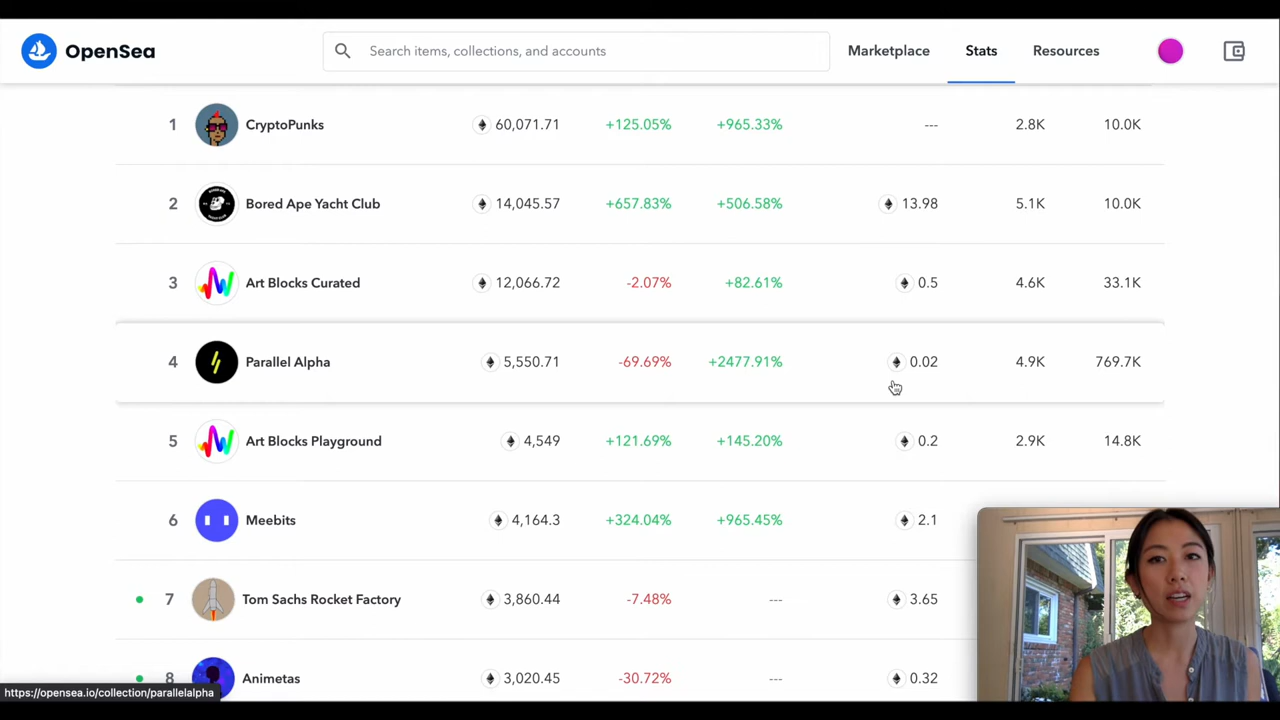 OpenSea Search items, collections, and accounts Marketplace Stats Resources
1 CryptoPunks 60,071.71 +125.05% +965.33% --- 2.8K 10.0K
2 Bored Ape Yacht Club 14,045.57 +657.83% +506.58% 13.98 5.1K 10.0K
3 Art Blocks Curated 12,066.72 -2.07% +82.61% 0.5 4.6K 33.1K
4 Parallel Alpha 5,550.71 -69.69% +2477.91% 0.02 4.9K 769.7K
5 Art Blocks Playground 4,549 +121.69% +145.20% 0.2 2.9K 14.8K
6 Meebits 4,164.3 +324.04% +965.45% 2.1
7 Tom Sachs Rocket Factory 3,860.44 -7.48% --- 3.65
8 Animetas 3,020.45 -30.72% --- 0.32
https://opensea.io/collection/parallelalpha